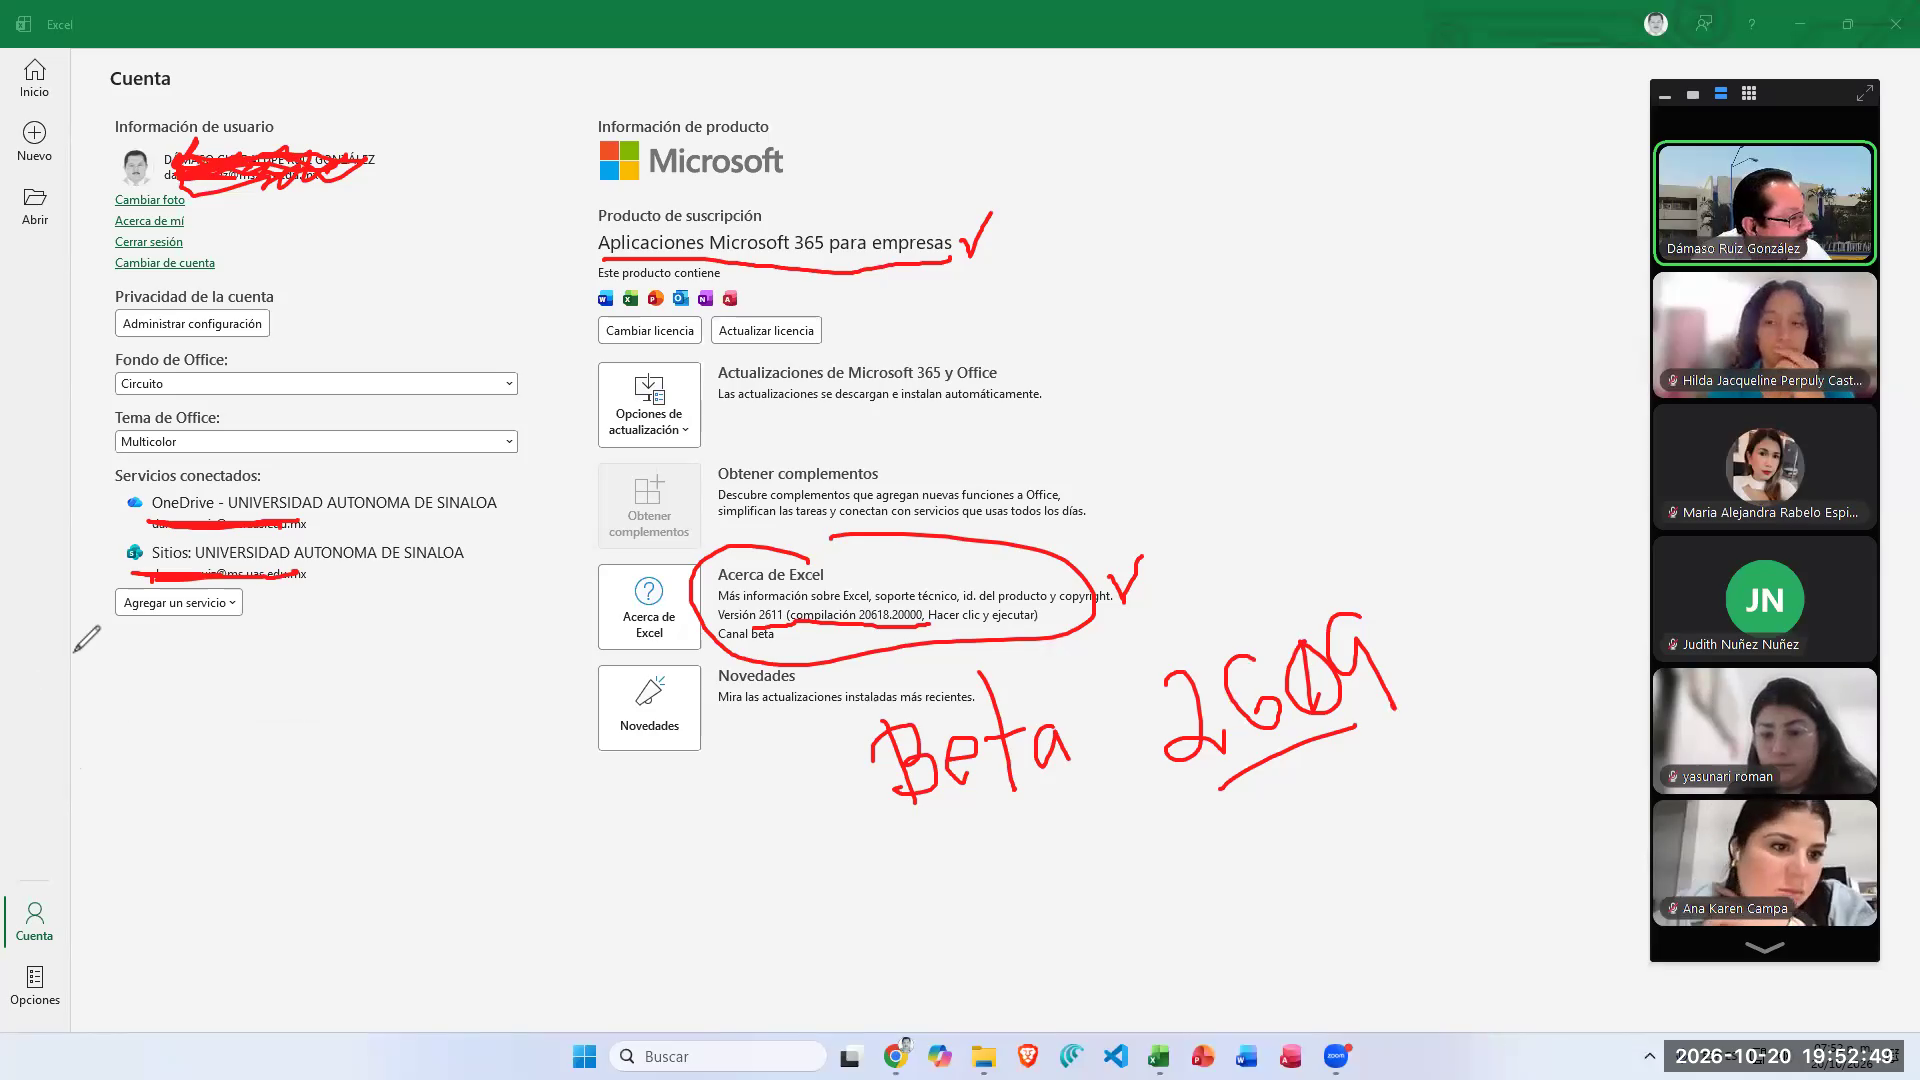 Excel
?
Inicio
Nuevo
Abrir
Cuenta
Opciones
Cuenta
Información de usuario
Cambiar foto
Acerca de mí
Cerrar sesión
Cambiar de cuenta
Privacidad de la cuenta
Administrar configuración
Fondo de Office:
Circuito
Tema de Office:
Multicolor
Servicios conectados:
OneDrive - UNIVERSIDAD AUTONOMA DE SINALOA
Sitios: UNIVERSIDAD AUTONOMA DE SINALOA
Agregar un servicio
Información de producto
Microsoft
Producto de suscripción
Aplicaciones Microsoft 365 para empresas
Este producto contiene
Cambiar licencia
Actualizar licencia
Opciones de
actualización
Actualizaciones de Microsoft 365 y Office
Las actualizaciones se descargan e instalan automáticamente.
Obtener
complementos
Obtener complementos
Descubre complementos que agregan nuevas funciones a Office,
simplifican las tareas y conectan con servicios que usas todos los días.
Acerca de
Excel
Acerca de Excel
Más información sobre Excel, soporte técnico, id. del producto y copyright.
Versión 2611 (compilación 20618.20000, Hacer clic y ejecutar)
Canal beta
Novedades
Novedades
Mira las actualizaciones instaladas más recientes.
Beta
Dámaso Ruiz González
Hilda Jacqueline Perpuly Cast...
Maria Alejandra Rabelo Espi...
JN
Judith Nuñez Nuñez
yasunari roman
Ana Karen Campa
Buscar
zoom
2026-10-20 19:52:49